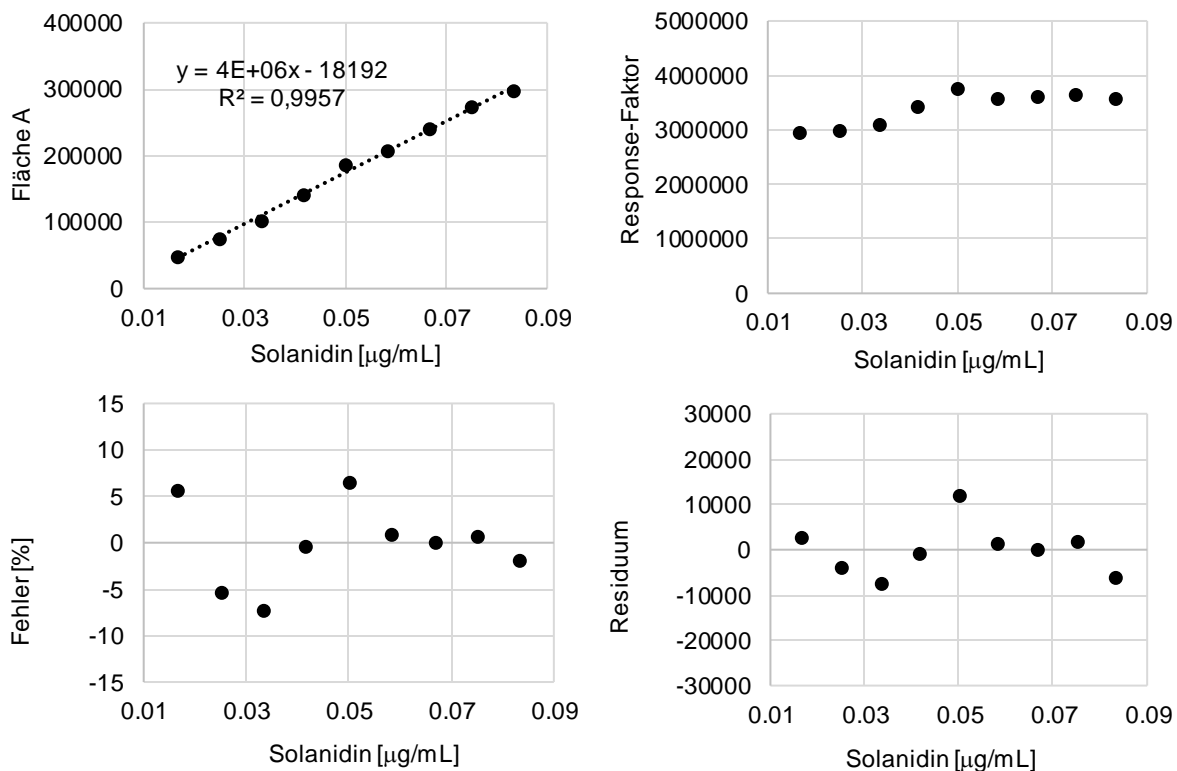 Fläche A
400000
300000
200000
100000
0
y = 4E+06x - 18192
R² = 0,9957
0.01 0.03 0.05 0.07 0.09
Solanidin [µg/mL]
Response-Faktor
5000000
4000000
3000000
2000000
1000000
0
0.01 0.03 0.05 0.07 0.09
Solanidin [µg/mL]
Fehler [%]
15
10
5
0
-5
-10
-15
0.01 0.03 0.05 0.07 0.09
Solanidin [µg/mL]
Residuum
30000
20000
10000
0
-10000
-20000
-30000
0.01 0.03 0.05 0.07 0.09
Solanidin [µg/mL]